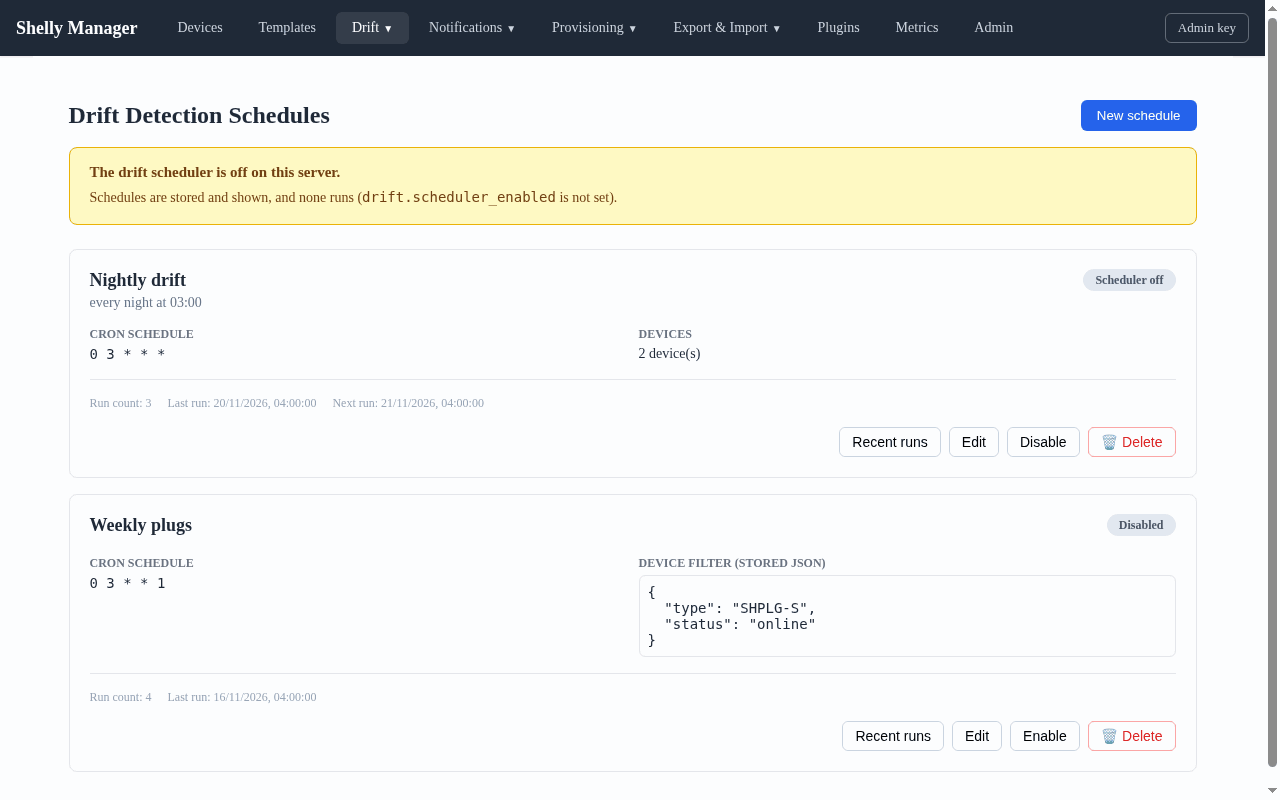 Shelly Manager Devices Templates Drift ▼ Notifications ▼ Provisioning ▼ Export & Import ▼ Plugins Metrics Admin Admin key
Drift Detection Schedules New schedule
The drift scheduler is off on this server.
Schedules are stored and shown, and none runs (drift.scheduler_enabled is not set).
Nightly drift Scheduler off
every night at 03:00
CRON SCHEDULE DEVICES
0 3 * * * 2 device(s)
Run count: 3 Last run: 20/11/2026, 04:00:00 Next run: 21/11/2026, 04:00:00
Recent runs Edit Disable 🗑️ Delete
Weekly plugs Disabled
CRON SCHEDULE DEVICE FILTER (STORED JSON)
0 3 * * 1 {
"type": "SHPLG-S",
"status": "online"
}
Run count: 4 Last run: 16/11/2026, 04:00:00
Recent runs Edit Enable 🗑️ Delete